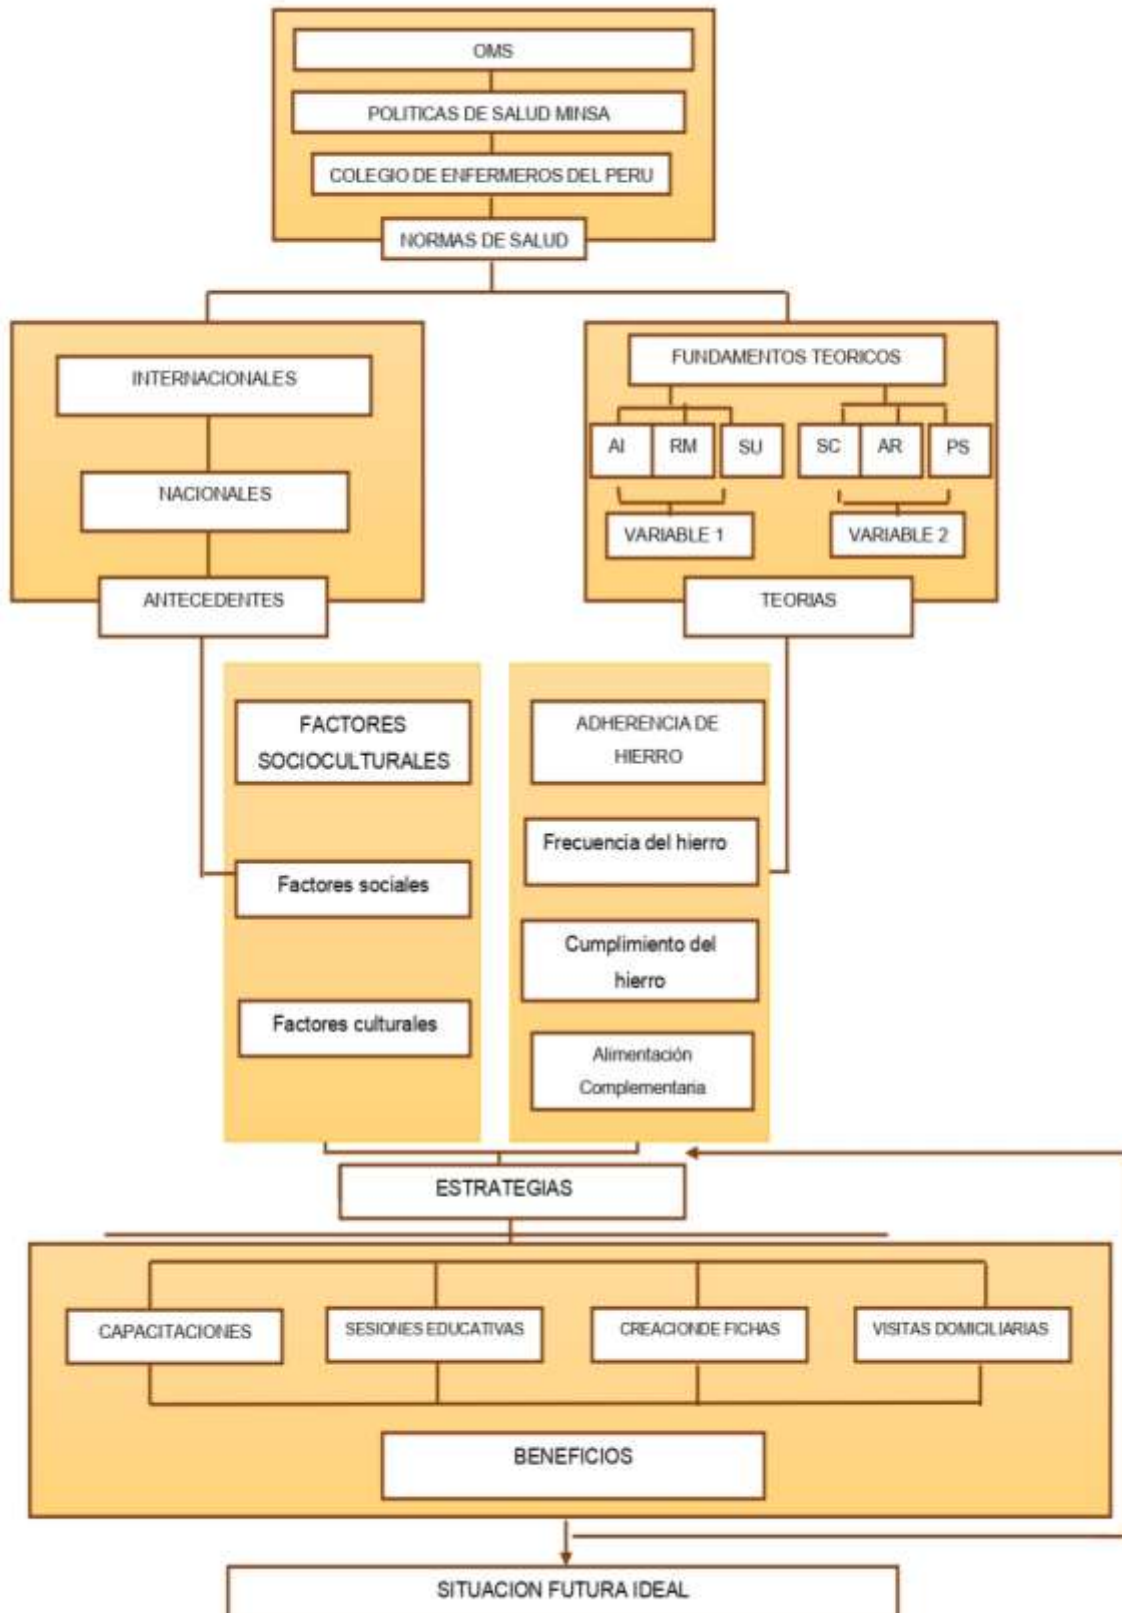 OMS
POLITICAS DE SALUD MINSA
COLEGIO DE ENFERMEROS DEL PERU
NORMAS DE SALUD
INTERNACIONALES
NACIONALES
ANTECEDENTES
FUNDAMENTOS TEORICOS
AI RM SU SC AR PS
VARIABLE 1 VARIABLE 2
TEORIAS
FACTORES
SOCIOCULTURALES
Factores sociales
Factores culturales
ADHERENCIA DE
HIERRO
Frecuencia del hierro
Cumplimiento del
hierro
Alimentación
Complementaria
ESTRATEGIAS
CAPACITACIONES SESIONES EDUCATIVAS CREACIONDE FICHAS VISITAS DOMICILIARIAS
BENEFICIOS
SITUACION FUTURA IDEAL